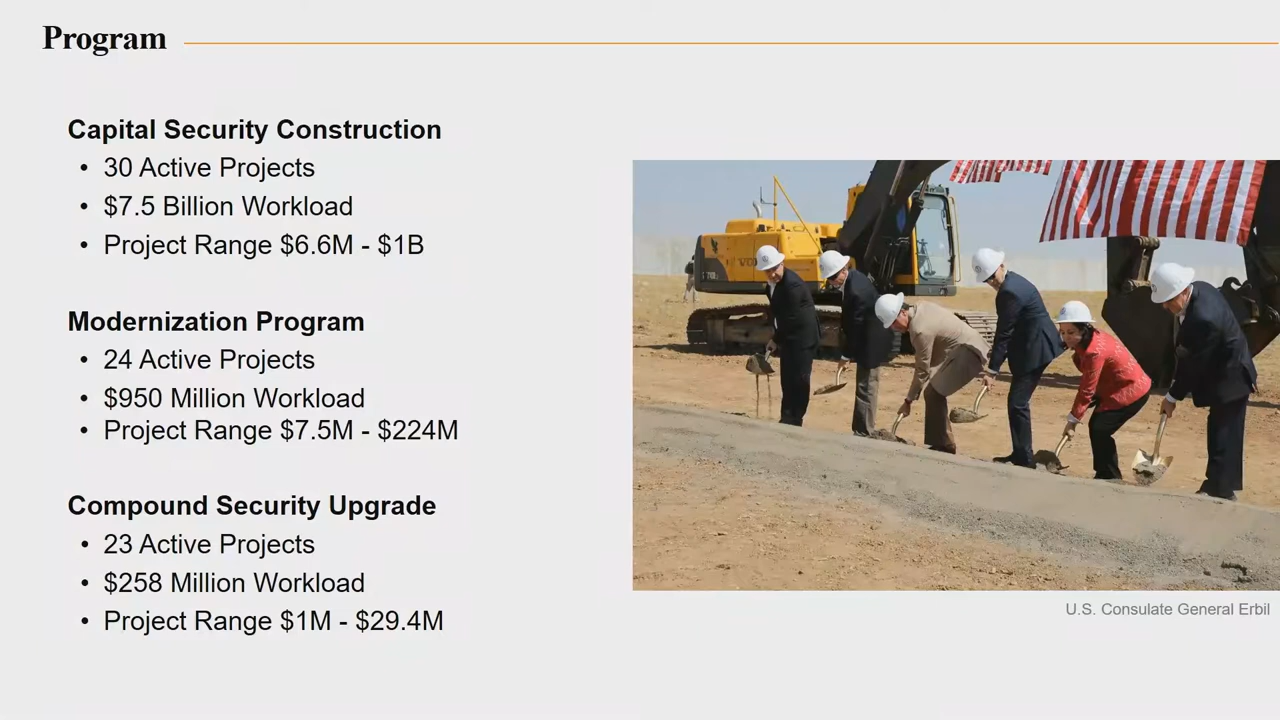 Program
Capital Security Construction
• 30 Active Projects
• $7.5 Billion Workload
• Project Range $6.6M - $1B
Modernization Program
• 24 Active Projects
• $950 Million Workload
• Project Range $7.5M - $224M
Compound Security Upgrade
• 23 Active Projects
• $258 Million Workload
• Project Range $1M - $29.4M
U.S. Consulate General Erbil